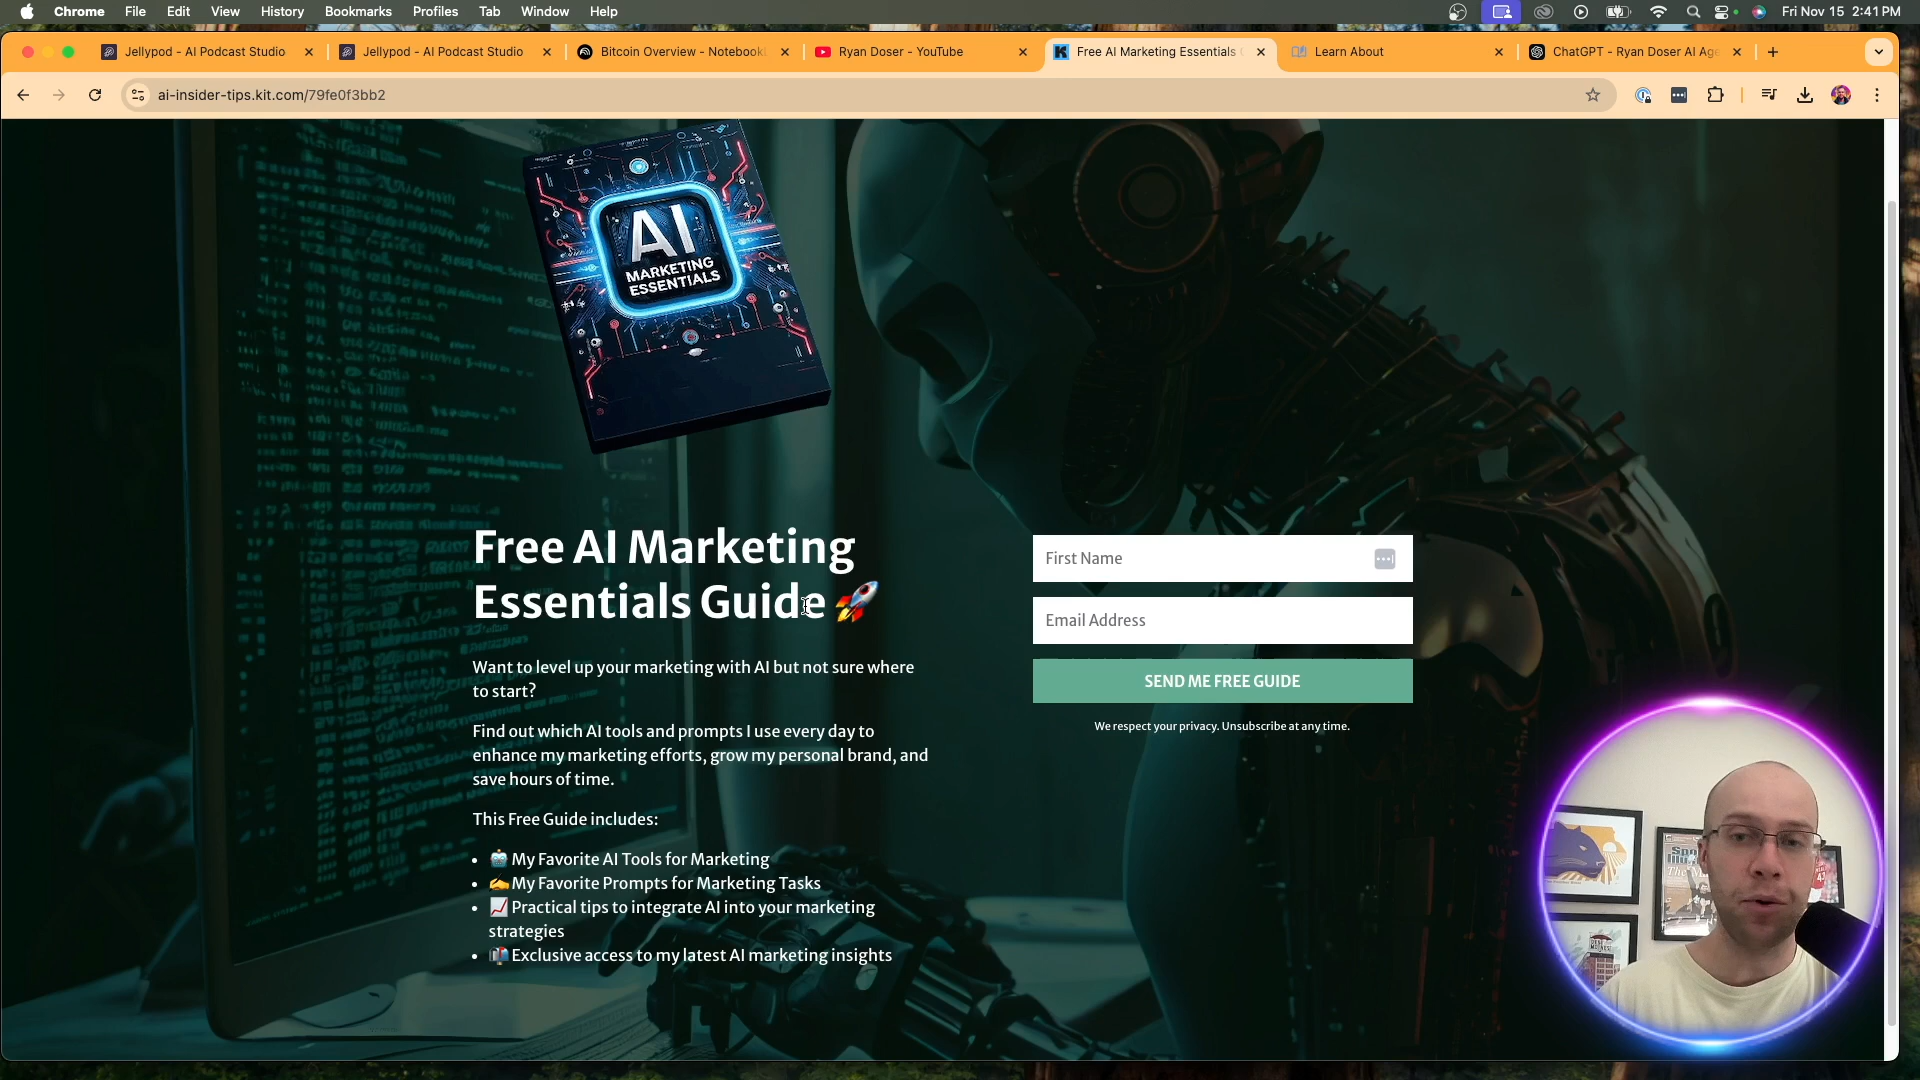 Chrome File Edit View History Bookmarks Profiles Tab Window Help Fri Nov 15 2:41 PM
Jellypod - AI Podcast Studio Jellypod - AI Podcast Studio Bitcoin Overview - Notebook Ryan Doser - YouTube Free AI Marketing Essentials Learn About ChatGPT - Ryan Doser AI Age
ai-insider-tips.kit.com/79fe0f3bb2
AI
MARKETING
ESSENTIALS
Free AI Marketing
Essentials Guide 🚀
Want to level up your marketing with AI but not sure where
to start?
Find out which AI tools and prompts I use every day to
enhance my marketing efforts, grow my personal brand, and
save hours of time.
This Free Guide includes:
• 🤖 My Favorite AI Tools for Marketing
• ✍️ My Favorite Prompts for Marketing Tasks
• 📈 Practical tips to integrate AI into your marketing
strategies
• 📬 Exclusive access to my latest AI marketing insights
First Name
Email Address
SEND ME FREE GUIDE
We respect your privacy. Unsubscribe at any time.